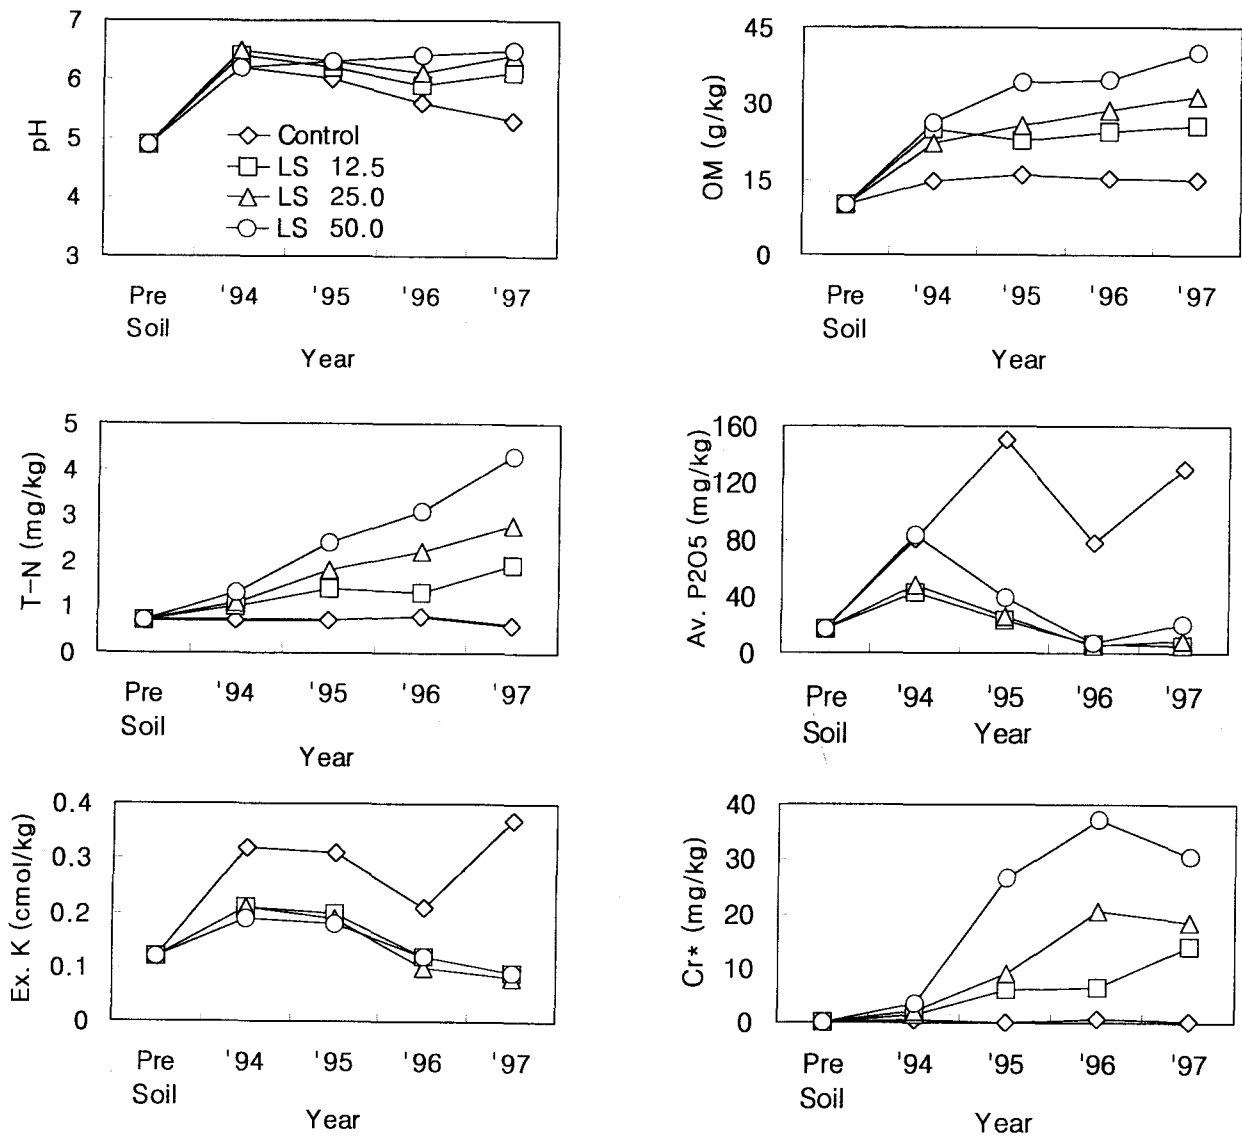 7
6
5
4
3
pH
Control
LS 12.5
LS 25.0
LS 50.0
Pre Soil
'94
'95
'96
'97
Year
45
30
15
0
OM (g/kg)
Pre Soil
'94
'95
'96
'97
Year
5
4
3
2
1
0
T-N (mg/kg)
Pre Soil
'94
'95
'96
'97
Year
160
120
80
40
0
Av. P2O5 (mg/kg)
Pre Soil
'94
'95
'96
'97
Year
0.4
0.3
0.2
0.1
0
Ex. K (cmol/kg)
Pre Soil
'94
'95
'96
'97
Year
40
30
20
10
0
Cr* (mg/kg)
Pre Soil
'94
'95
'96
'97
Year